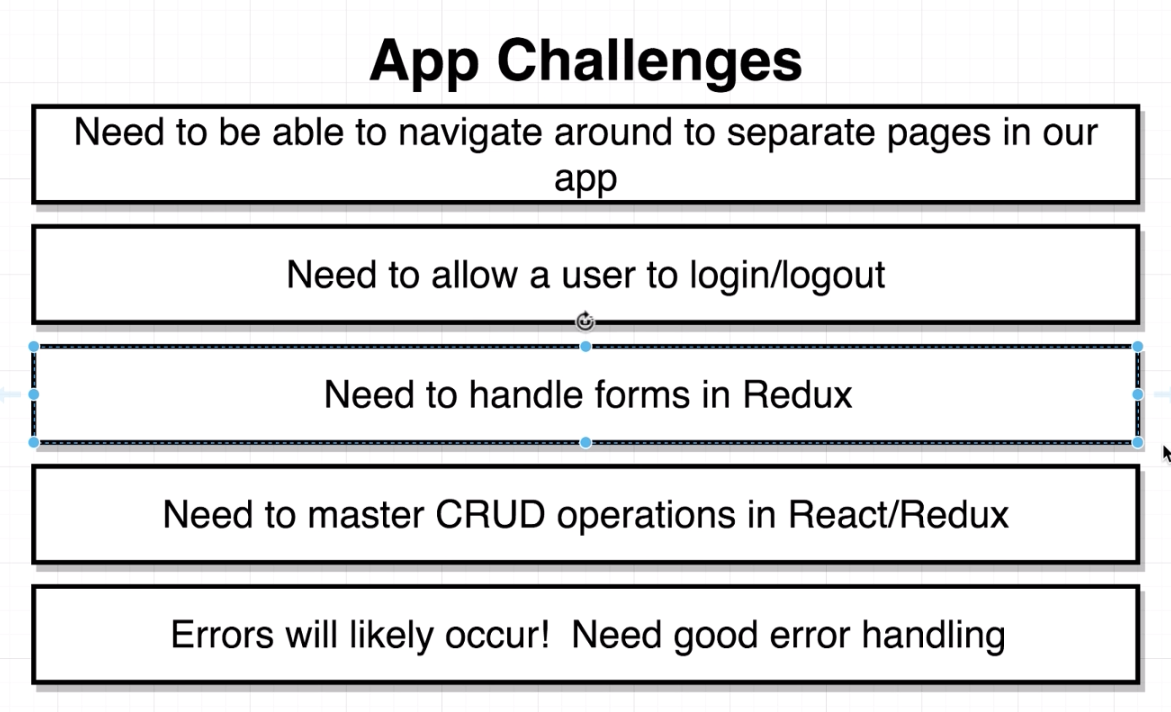 App Challenges
Need to be able to navigate around to separate pages in our
app
Need to allow a user to login/logout
Need to handle forms in Redux
Need to master CRUD operations in React/Redux
Errors will likely occur!  Need good error handling